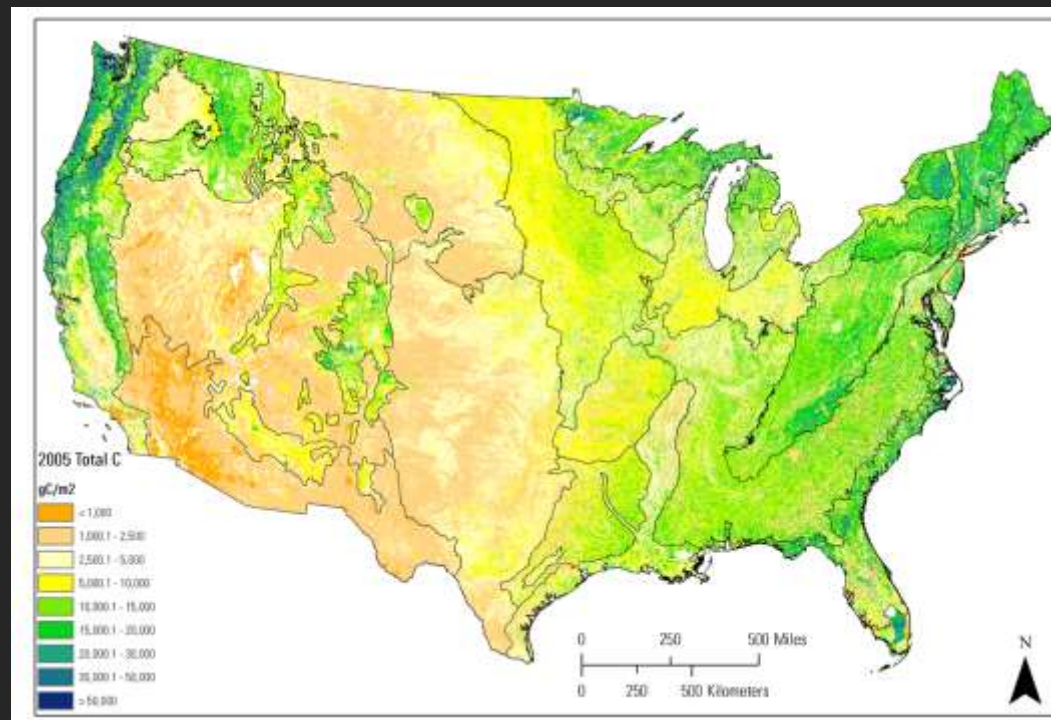 2005 Total C
gC/m2
< 1,000
1,000.1 - 2,500
2,500.1 - 5,000
5,000.1 - 10,000
10,000.1 - 15,000
15,000.1 - 20,000
20,000.1 - 30,000
30,000.1 - 50,000
> 50,000
0 250 500 Miles
0 250 500 Kilometers
N